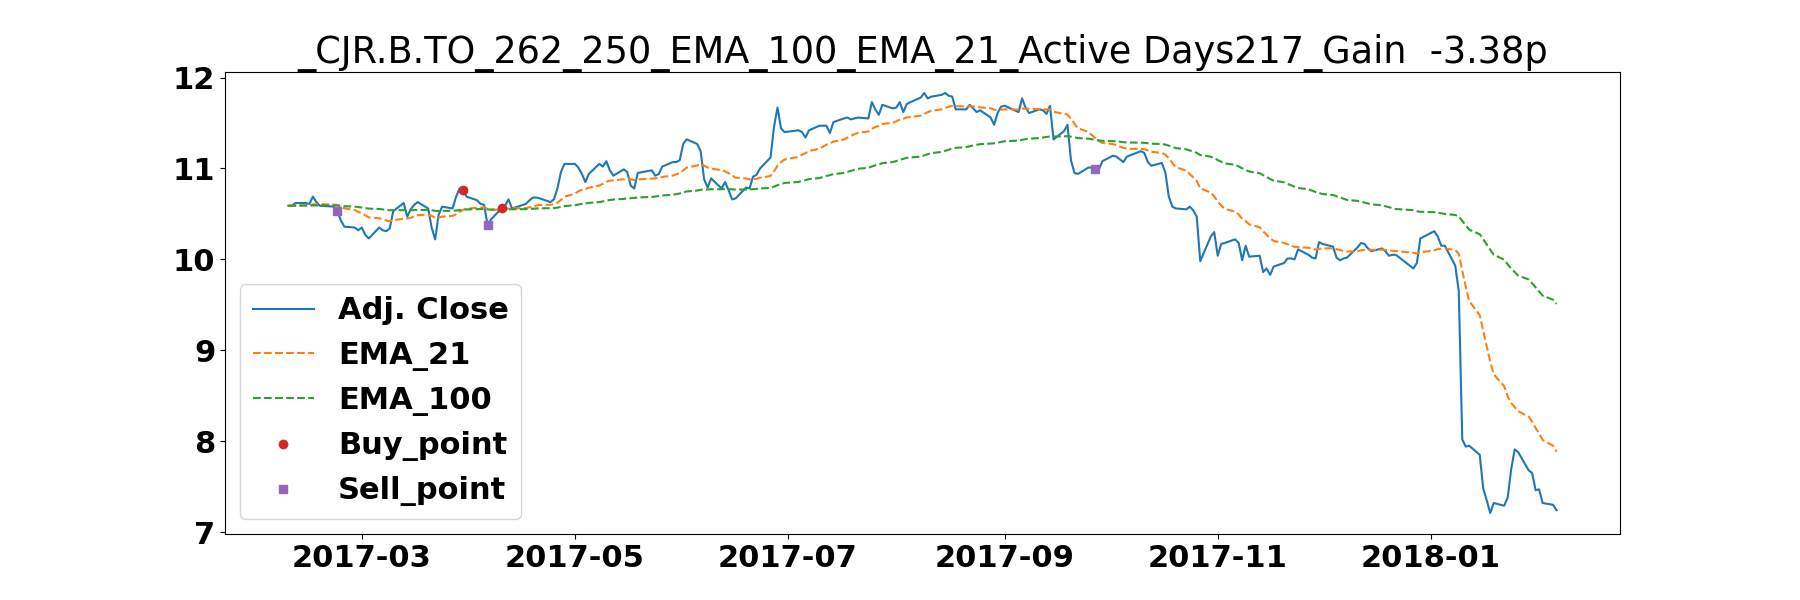 _CJR.B.TO_262_250_EMA_100_EMA_21_Active Days217_Gain  -3.38p
12
11
10
9
8
7
Adj. Close
EMA_21
EMA_100
Buy_point
Sell_point
2017-03 2017-05 2017-07 2017-09 2017-11 2018-01